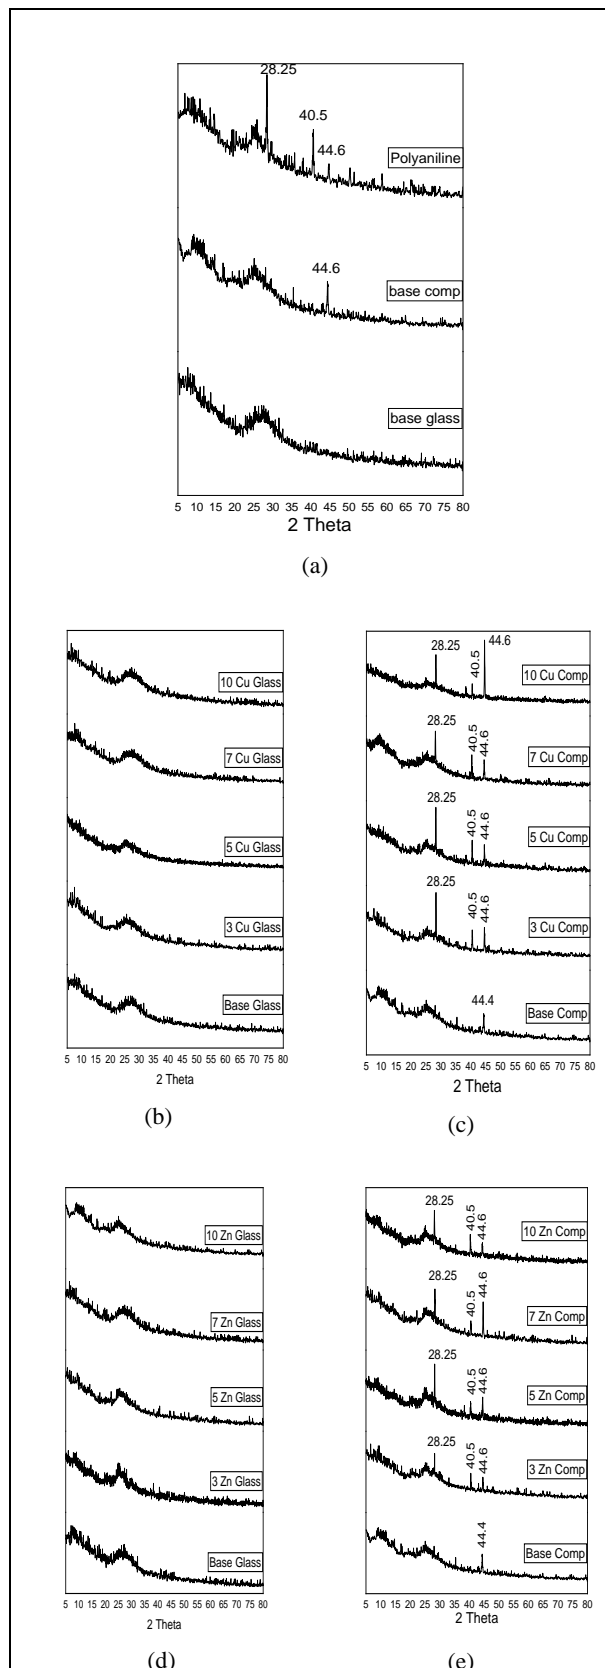 28.25
40.5
44.6
Polyaniline
44.6
base comp
base glass
5 10 15 20 25 30 35 40 45 50 55 60 65 70 75 80
2 Theta
(a)
10 Cu Glass
7 Cu Glass
5 Cu Glass
3 Cu Glass
Base Glass
5 10 15 20 25 30 35 40 45 50 55 60 65 70 75 80
2 Theta
(b)
28.25 40.5 44.6
10 Cu Comp
28.25 40.5 44.6
7 Cu Comp
28.25 40.5 44.6
5 Cu Comp
28.25 40.5 44.6
3 Cu Comp
44.4
Base Comp
5 10 15 20 25 30 35 40 45 50 55 60 65 70 75 80
2 Theta
(c)
10 Zn Glass
7 Zn Glass
5 Zn Glass
3 Zn Glass
Base Glass
5 10 15 20 25 30 35 40 45 50 55 60 65 70 75 80
2 Theta
(d)
28.25 40.5 44.6
10 Zn Comp
28.25 40.5 44.6
7 Zn Comp
28.25 40.5 44.6
5 Zn Comp
28.25 40.5 44.6
3 Zn Comp
44.4
Base Comp
5 10 15 20 25 30 35 40 45 50 55 60 65 70 75 80
2 Theta
(e)